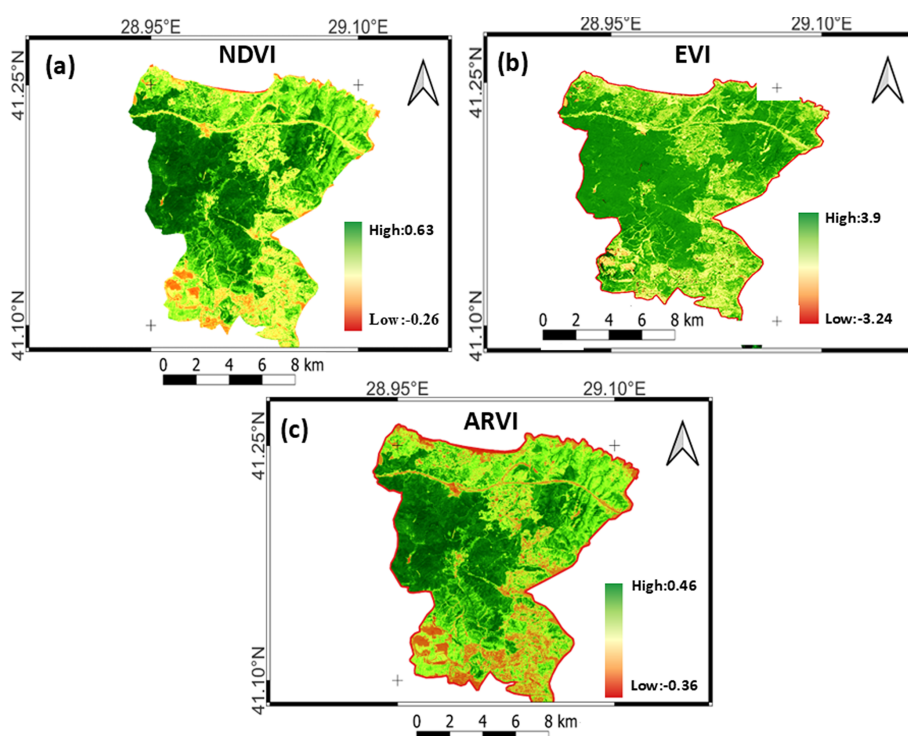 28.95°E 29.10°E
(a) NDVI
41.25°N
High:0.63
Low:-0.26
41.10°N
0 2 4 6 8 km
28.95°E 29.10°E
(b) EVI
41.25°N
High:3.9
Low:-3.24
41.10°N
0 2 4 6 8 km
28.95°E 29.10°E
(c) ARVI
41.25°N
High:0.46
Low:-0.36
41.10°N
0 2 4 6 8 km